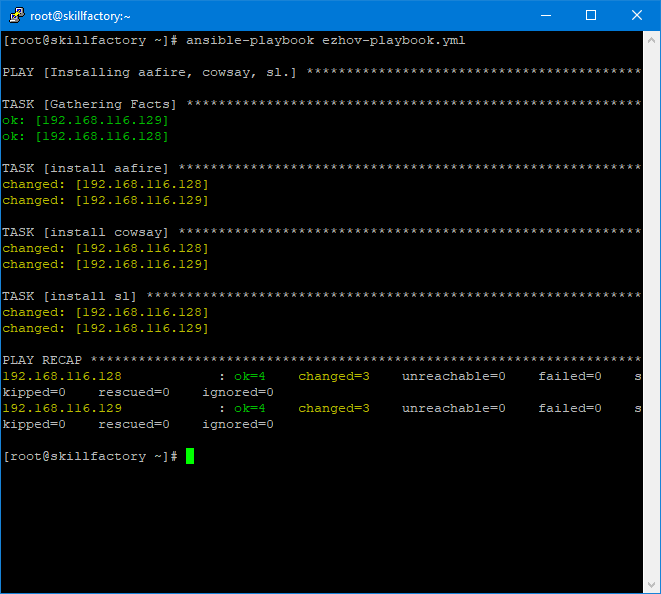 root@skillfactory:~
[root@skillfactory ~]# ansible-playbook ezhov-playbook.yml
PLAY [Installing aafire, cowsay, sl.] ******************************************
TASK [Gathering Facts] *********************************************************
ok: [192.168.116.129]
ok: [192.168.116.128]
TASK [install aafire] **********************************************************
changed: [192.168.116.128]
changed: [192.168.116.129]
TASK [install cowsay] **********************************************************
changed: [192.168.116.128]
changed: [192.168.116.129]
TASK [install sl] **************************************************************
changed: [192.168.116.128]
changed: [192.168.116.129]
PLAY RECAP *********************************************************************
192.168.116.128            : ok=4    changed=3    unreachable=0    failed=0    s
kipped=0    rescued=0    ignored=0
192.168.116.129            : ok=4    changed=3    unreachable=0    failed=0    s
kipped=0    rescued=0    ignored=0
[root@skillfactory ~]#